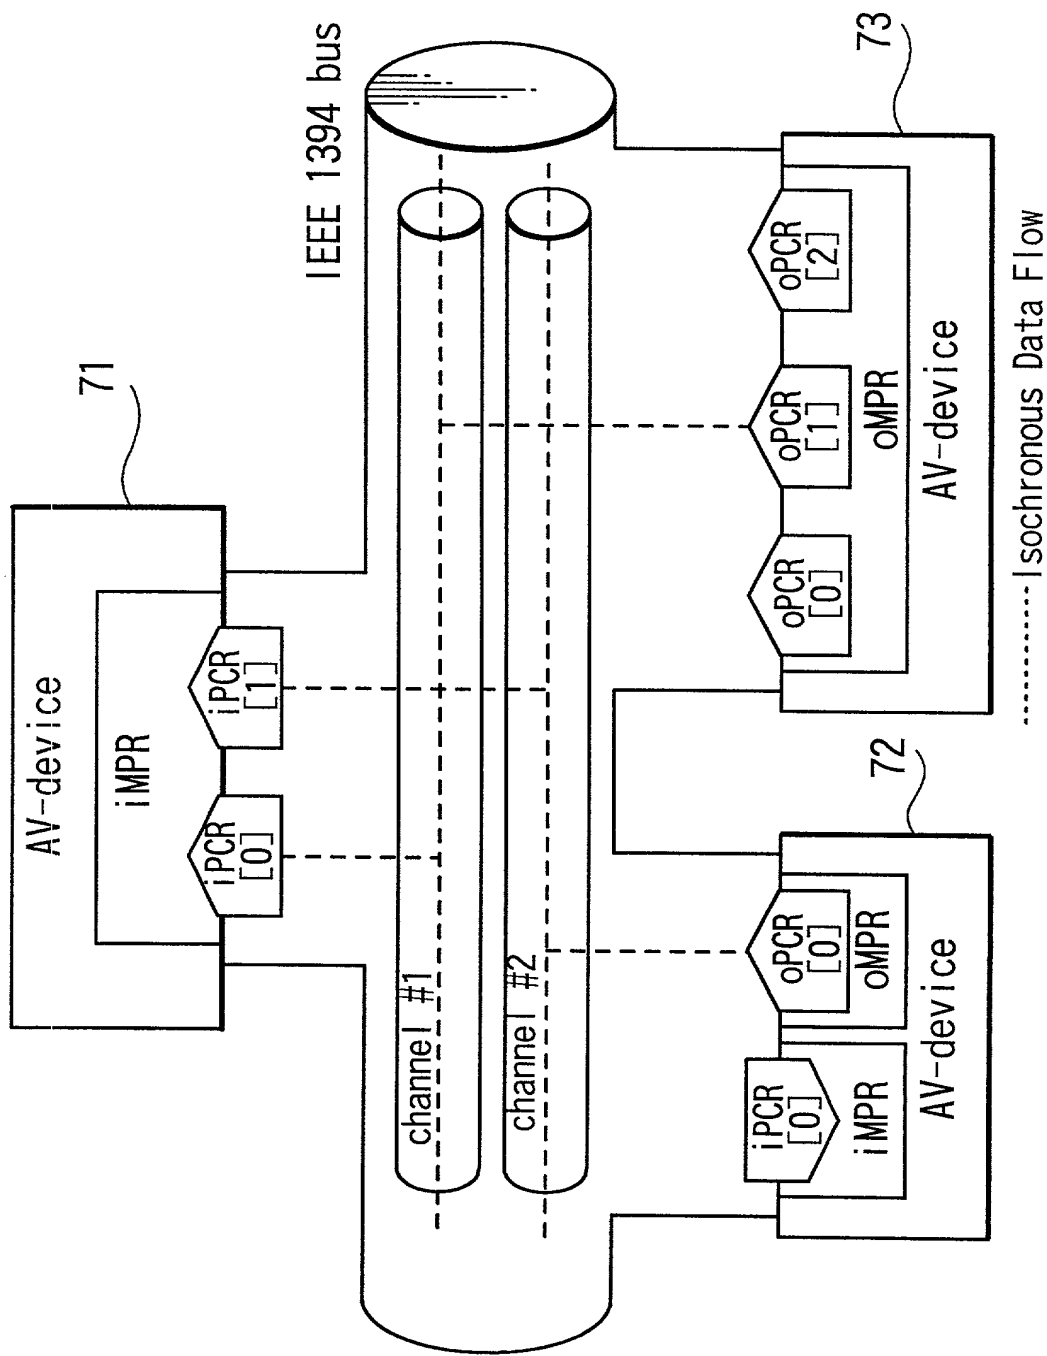 71
AV-device
iMPR
iPCR
[0]
iPCR
[1]
IEEE 1394 bus
channel #1
channel #2
iPCR
[0]
iMPR
oPCR
[0]
oMPR
AV-device
72
oPCR
[0]
oPCR
[1]
oPCR
[2]
oMPR
AV-device
73
Isochronous Data Flow